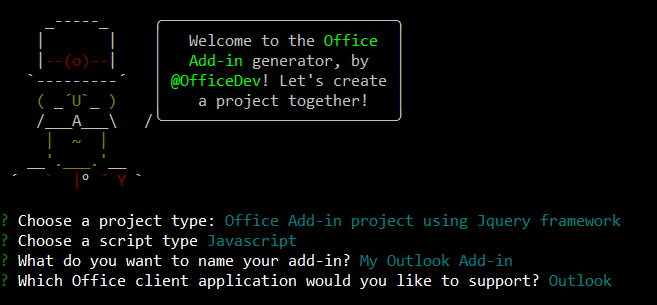 Welcome to the Office
Add-in generator, by
@OfficeDev! Let's create
a project together!
? Choose a project type: Office Add-in project using Jquery framework
? Choose a script type Javascript
? What do you want to name your add-in? My Outlook Add-in
? Which Office client application would you like to support? Outlook